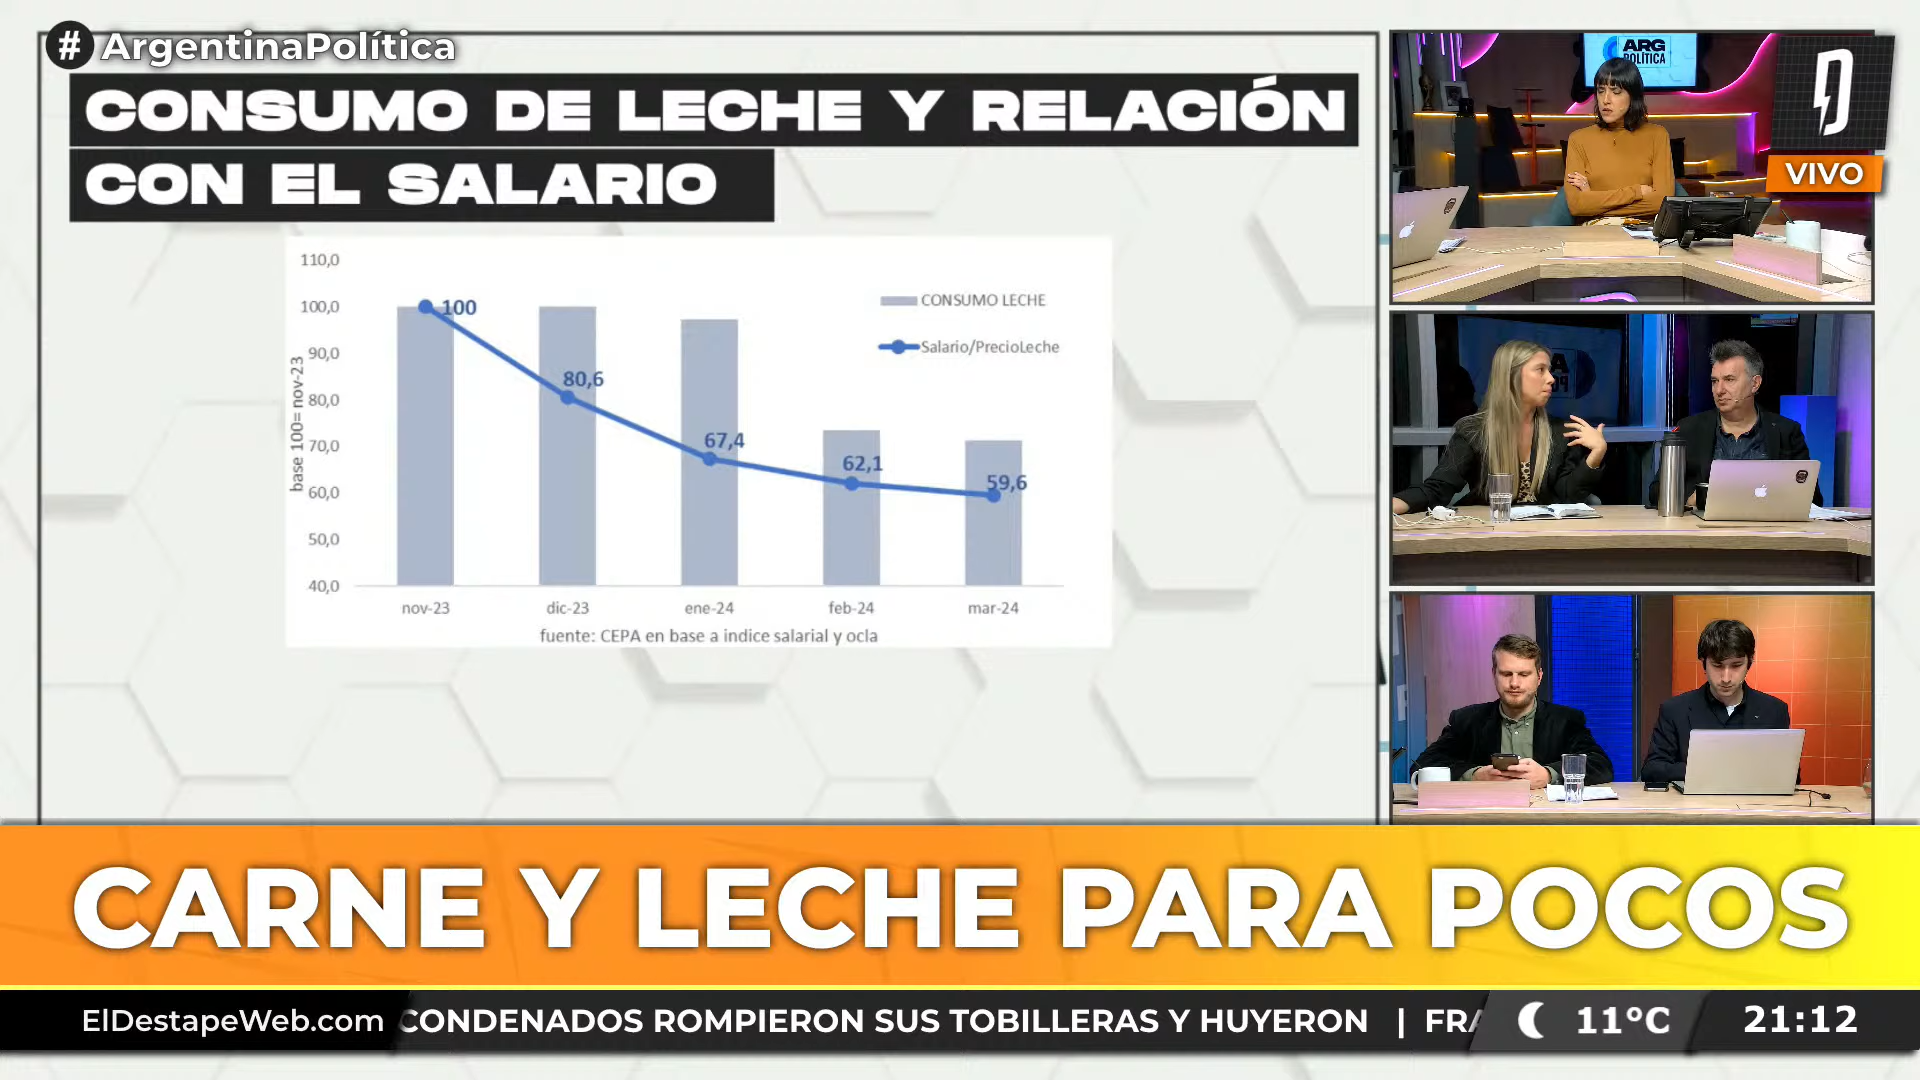 # ArgentinaPolítica
CONSUMO DE LECHE Y RELACIÓN
CON EL SALARIO
110,0
100,0
90,0
80,0
70,0
60,0
50,0
40,0
base 100=nov-23
100
80,6
67,4
62,1
59,6
CONSUMO LECHE
Salario/PrecioLeche
nov-23 dic-23 ene-24 feb-24 mar-24
fuente: CEPA en base a indice salarial y ocla
ARG
POLÍTICA
VIVO
CARNE Y LECHE PARA POCOS
ElDestapeWeb.com
CONDENADOS ROMPIERON SUS TOBILLERAS Y HUYERON | FRA
11°C
21:12